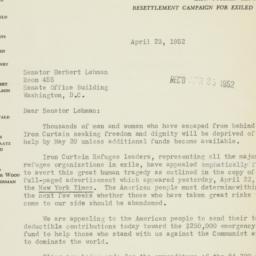 RESETTLEMENT CAMPAIGN FOR EXILED
April 23, 1952
Senator Herbert Lehman
Room 455
Senate Office Building
Washington, D.C.
REC'D 1952
Dear Senator Lehman:
Thousands of men and women who have escaped from behind
Iron Curtain seeking freedom and dignity will be deprived of
help by May 20 unless additional funds become available.
Iron Curtain Refugee leaders, representing all the major
refugee organizations in exile, have appealed
to avert this great human tragedy as outlined in the copy of
full-paged advertisement which appeared yesterday, April 22,
the New York Times. The American people must determine within
the next few weeks whether those who have taken great risks
come to our side should be abandoned.
We are appealing to the American people to send their t
deductible contributions today toward the $250,000 emergency
fund to help those who stand with us against the Communist
to dominate the world.
WOOD